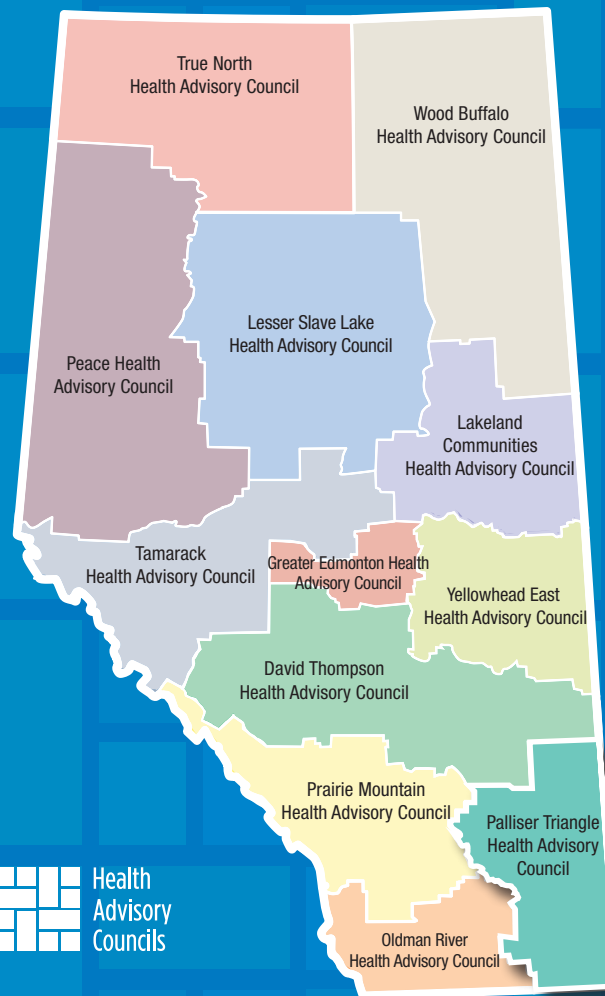 True North
Health Advisory Council
Wood Buffalo
Health Advisory Council
Lesser Slave Lake
Health Advisory Council
Peace Health
Advisory Council
Lakeland
Communities
Health Advisory Council
Tamarack
Health Advisory Council
Greater Edmonton Health
Advisory Council
Yellowhead East
Health Advisory Council
David Thompson
Health Advisory Council
Prairie Mountain
Health Advisory Council
Palliser Triangle
Health Advisory
Council
Oldman River
Health Advisory Council
Health
Advisory
Councils